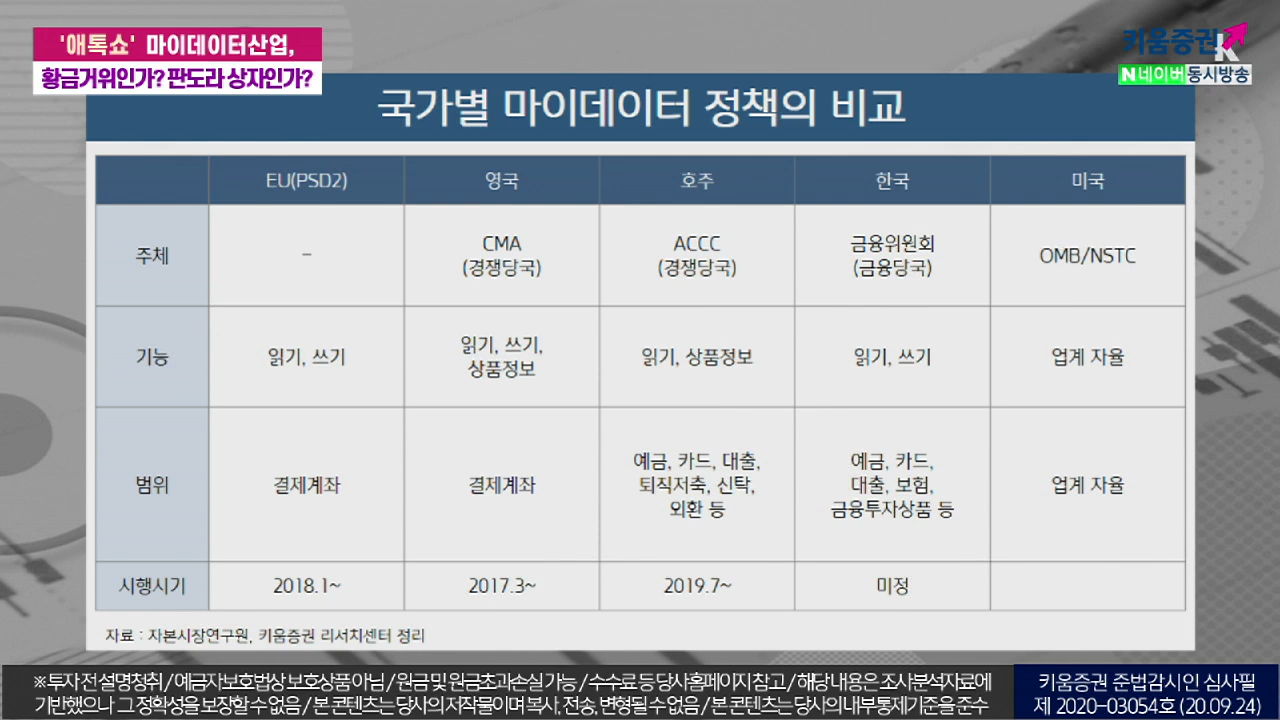 '애톡쇼' 마이데이터산업,
황금거위인가? 판도라 상자인가?
키움증권
N 네이버 동시방송
국가별 마이데이터 정책의 비교
EU(PSD2) 영국 호주 한국 미국
주체 - CMA (경쟁당국) ACCC (경쟁당국) 금융위원회 (금융당국) OMB/NSTC
기능 읽기, 쓰기 읽기, 쓰기, 상품정보 읽기, 상품정보 읽기, 쓰기 업계 자율
범위 결제계좌 결제계좌 예금, 카드, 대출, 퇴직저축, 신탁, 외환 등 예금, 카드, 대출, 보험, 금융투자상품 등 업계 자율
시행시기 2018.1~ 2017.3~ 2019.7~ 미정
자료 : 자본시장연구원, 키움증권 리서치센터 정리
※ 투자 전 설명청취 / 예금자보호법상 보호상품 아님 / 원금 및 원금초과손실 가능 / 수수료 등 당사홈페이지 참고 / 해당 내용은 조사분석자료에
기반했으나 그 정확성을 보장할 수 없음 / 본 콘텐츠는 당사의 저작물이며 복사, 전송, 변형될 수 없음 / 본 콘텐츠는 당사의 내부통제기준을 준수
키움증권 준법감시인 심사필
제 2020-03054호 (20.09.24)